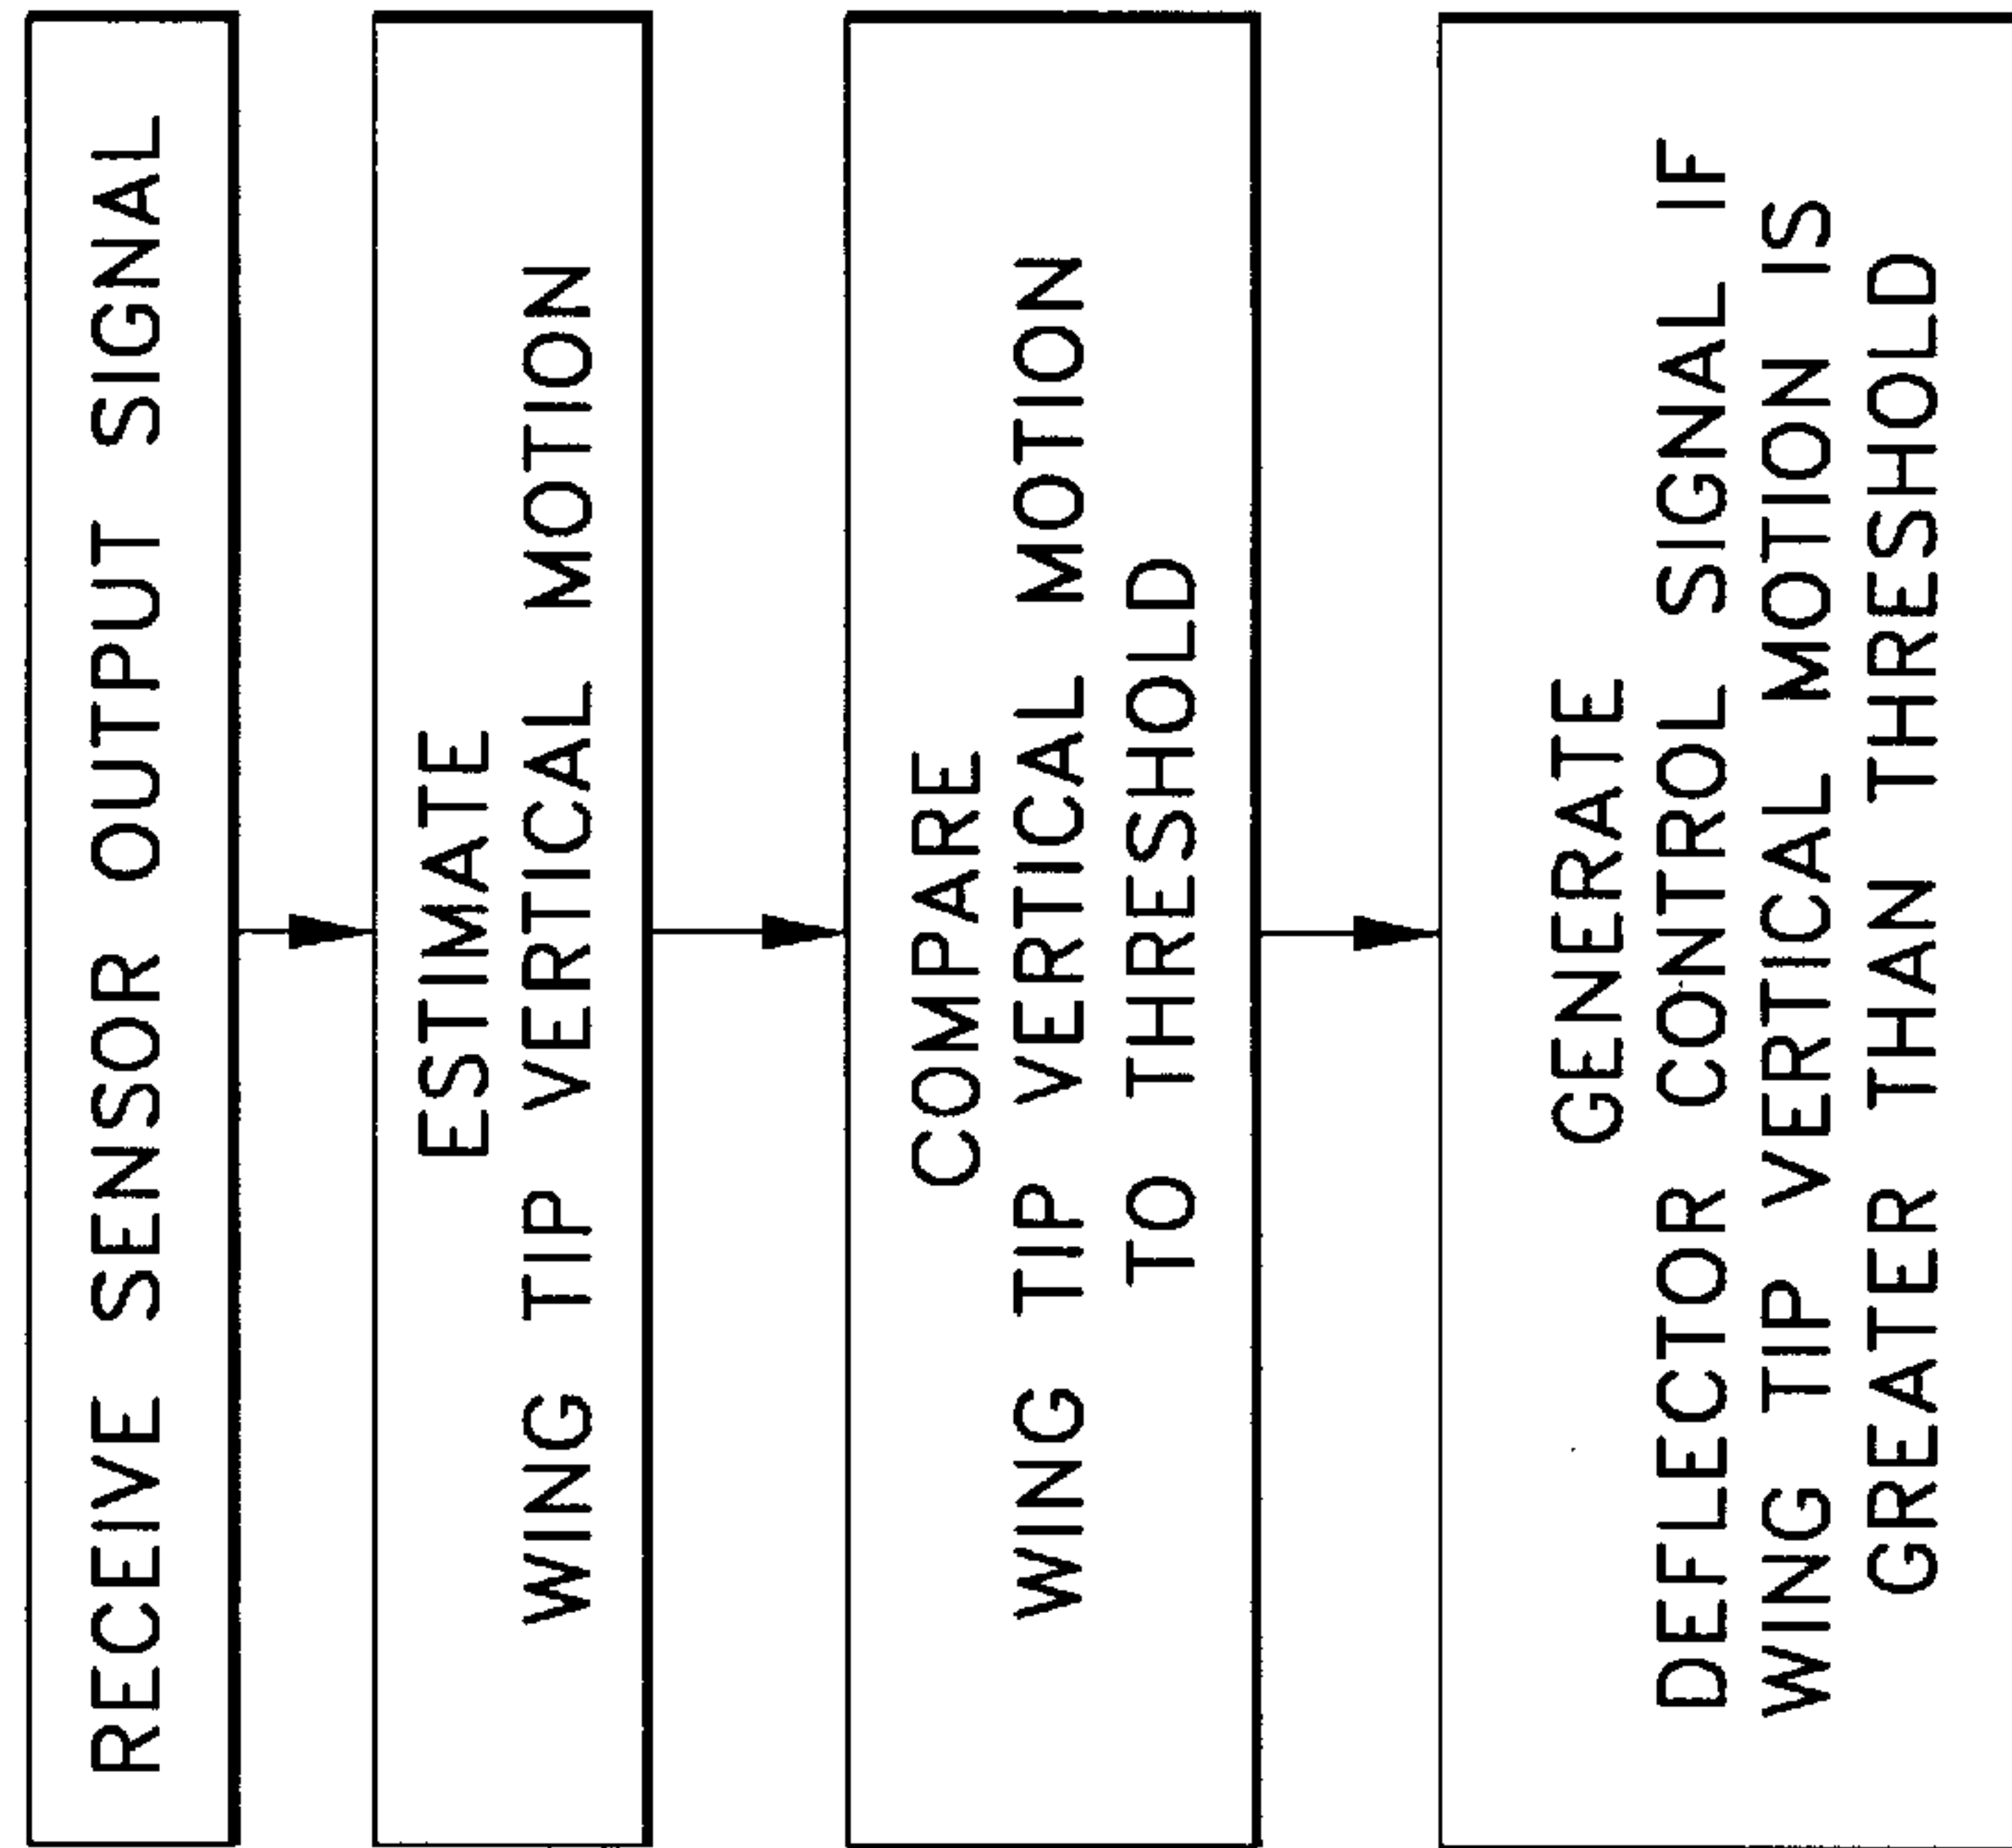 RECEIVE SENSOR OUTPUT SIGNAL
ESTIMATE
WING TIP VERTICAL MOTION
COMPARE
WING TIP VERTICAL MOTION
TO THRESHOLD
GENERATE
DEFLECTOR CONTROL SIGNAL IF
WING TIP VERTICAL MOTION IS
GREATER THAN THRESHOLD